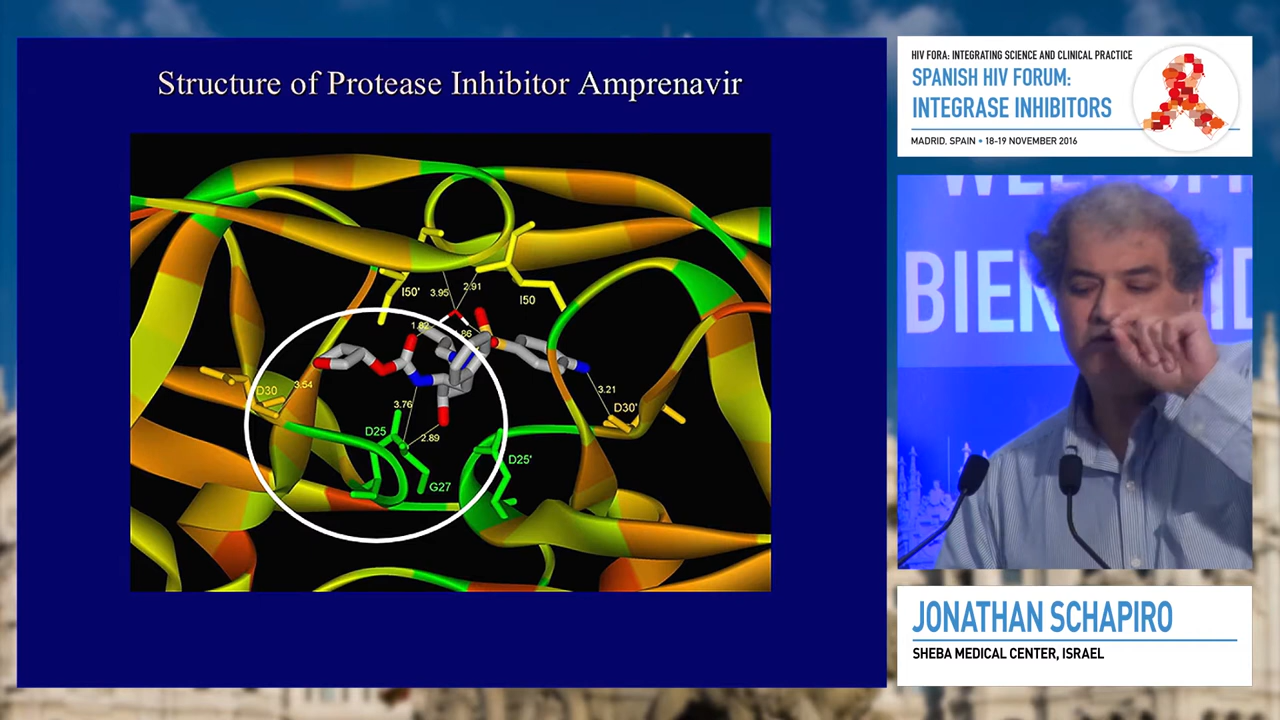 Structure of Protease Inhibitor Amprenavir
I50'
3.95
2.91
I50
1.82
1.86
D30
3.54
3.76
D25
2.89
G27
D25'
3.21
D30'
HIV FORA: INTEGRATING SCIENCE AND CLINICAL PRACTICE
SPANISH HIV FORUM:
INTEGRASE INHIBITORS
MADRID, SPAIN • 18-19 NOVEMBER 2016
JONATHAN SCHAPIRO
SHEBA MEDICAL CENTER, ISRAEL